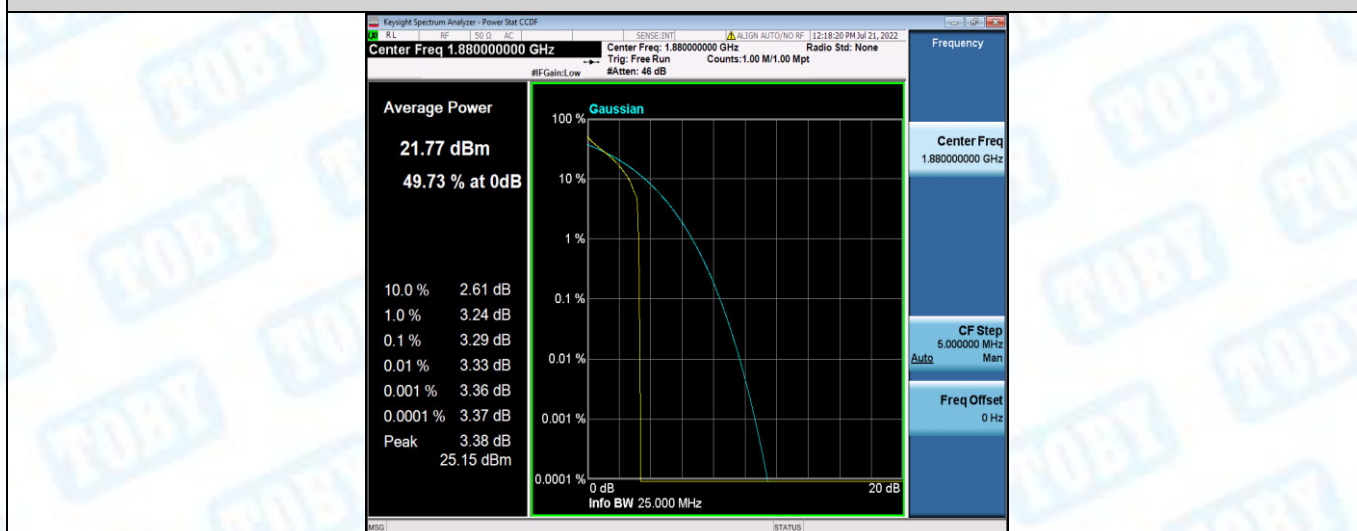 Keysight Spectrum Analyzer - Power Stat CCDF
RL RF 50 Ω AC SENSE:INT ALIGN AUTO/NO RF 12:18:20 PM Jul 21, 2022
Center Freq 1.880000000 GHz
Center Freq: 1.880000000 GHz Radio Std: None
Trig: Free Run Counts:1.00 M/1.00 Mpt
#IFGain:Low #Atten: 46 dB
Average Power
21.77 dBm
49.73 % at 0dB
10.0 % 2.61 dB
1.0 % 3.24 dB
0.1 % 3.29 dB
0.01 % 3.33 dB
0.001 % 3.36 dB
0.0001 % 3.37 dB
Peak 3.38 dB
25.15 dBm
Gaussian
100 %
10 %
1 %
0.1 %
0.01 %
0.001 %
0.0001 %
0 dB 20 dB
Info BW 25.000 MHz
Frequency
Center Freq
1.880000000 GHz
CF Step
5.000000 MHz
Auto Man
Freq Offset
0 Hz
MSG STATUS
TOBY
TOBY
TOBY
TOBY
TOBY
TOBY
TOBY